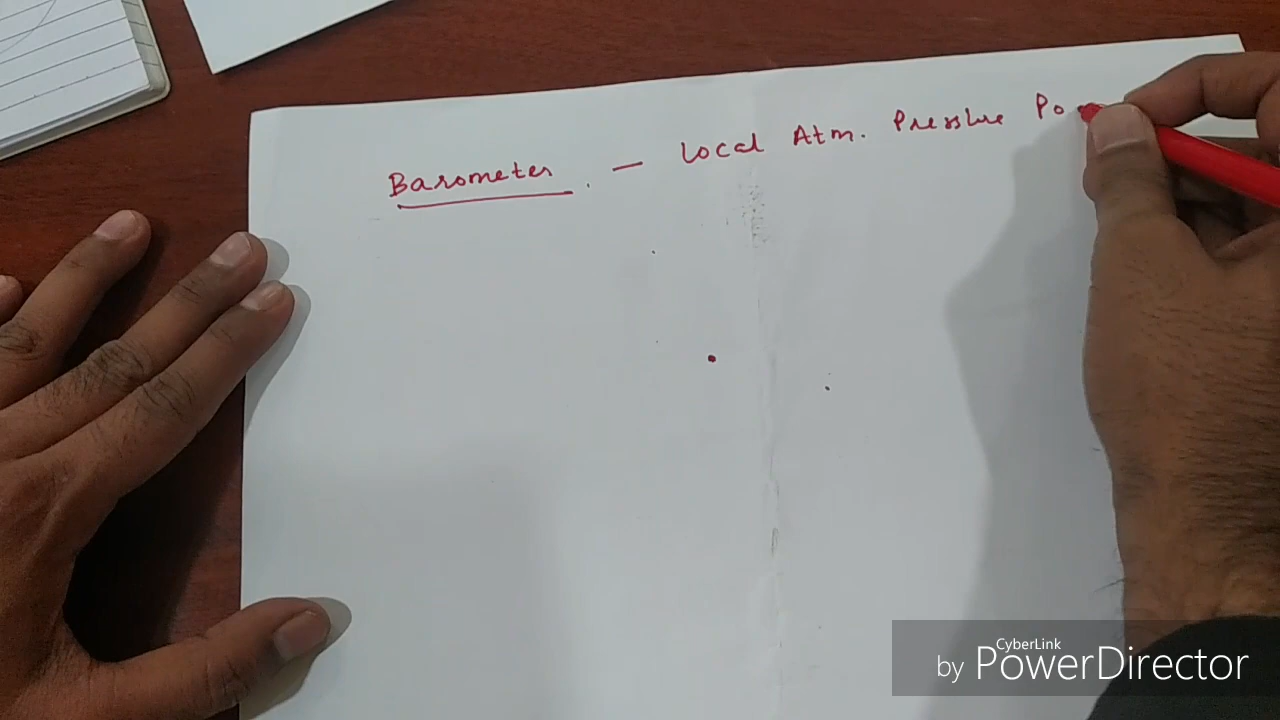 Barometer. — Local Atm. Pressure Po
CyberLink
by PowerDirector